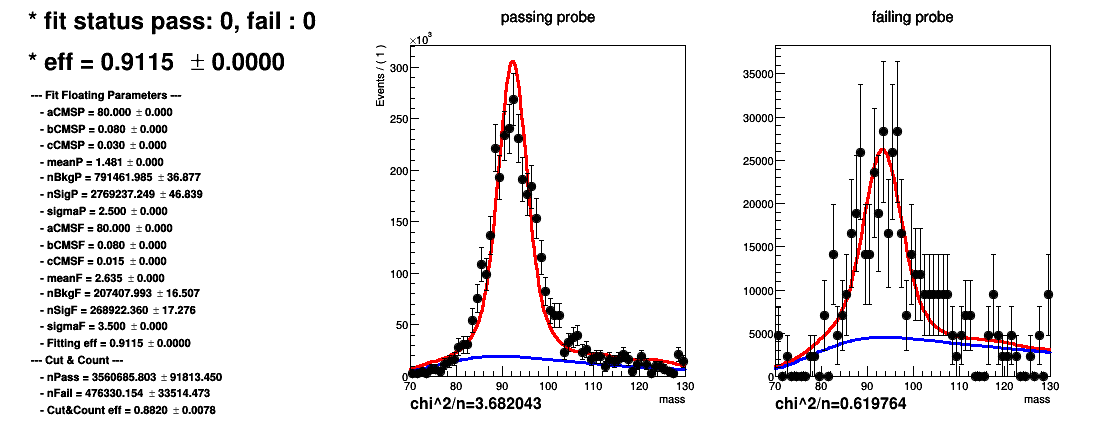 * fit status pass: 0, fail : 0
* eff = 0.9115 ± 0.0000
--- Fit Floating Parameters ---
- aCMSP = 80.000 ± 0.000
- bCMSP = 0.080 ± 0.000
- cCMSP = 0.030 ± 0.000
- meanP = 1.481 ± 0.000
- nBkgP = 791461.985 ± 36.877
- nSigP = 2769237.249 ± 46.839
- sigmaP = 2.500 ± 0.000
- aCMSF = 80.000 ± 0.000
- bCMSF = 0.080 ± 0.000
- cCMSF = 0.015 ± 0.000
- meanF = 2.635 ± 0.000
- nBkgF = 207407.993 ± 16.507
- nSigF = 268922.360 ± 17.276
- sigmaF = 3.500 ± 0.000
- Fitting eff = 0.9115 ± 0.0000
--- Cut & Count ---
- nPass = 3560685.803 ± 91813.450
- nFail = 476330.154 ± 33514.473
- Cut&Count eff = 0.8820 ± 0.0078
passing probe
×10³
Events / ( 1 )
300
250
200
150
100
50
0
70 80 90 100 110 120 130
mass
chi^2/n=3.682043
failing probe
35000
30000
25000
20000
15000
10000
5000
0
70 80 90 100 110 120 130
mass
chi^2/n=0.619764